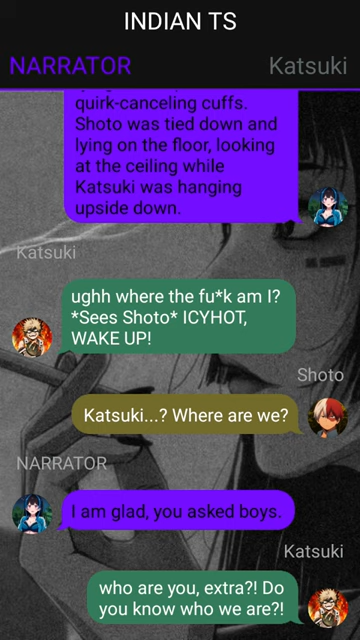 INDIAN TS
NARRATOR Katsuki
quirk-canceling cuffs.
Shoto was tied down and
lying on the floor, looking
at the ceiling while
Katsuki was hanging
upside down.
Katsuki
ughh where the fu*k am I?
*Sees Shoto* ICYHOT,
WAKE UP!
Shoto
Katsuki...? Where are we?
NARRATOR
I am glad, you asked boys.
Katsuki
who are you, extra?! Do
you know who we are?!